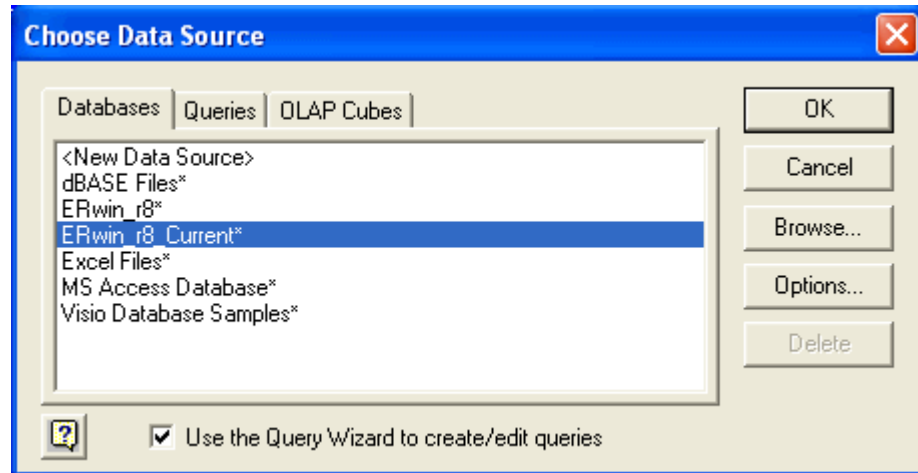 Choose Data Source
Databases Queries OLAP Cubes
<New Data Source>
dBASE Files*
ERwin_r8*
ERwin_r8_Current*
Excel Files*
MS Access Database*
Visio Database Samples*
OK
Cancel
Browse...
Options...
Delete
? Use the Query Wizard to create/edit queries